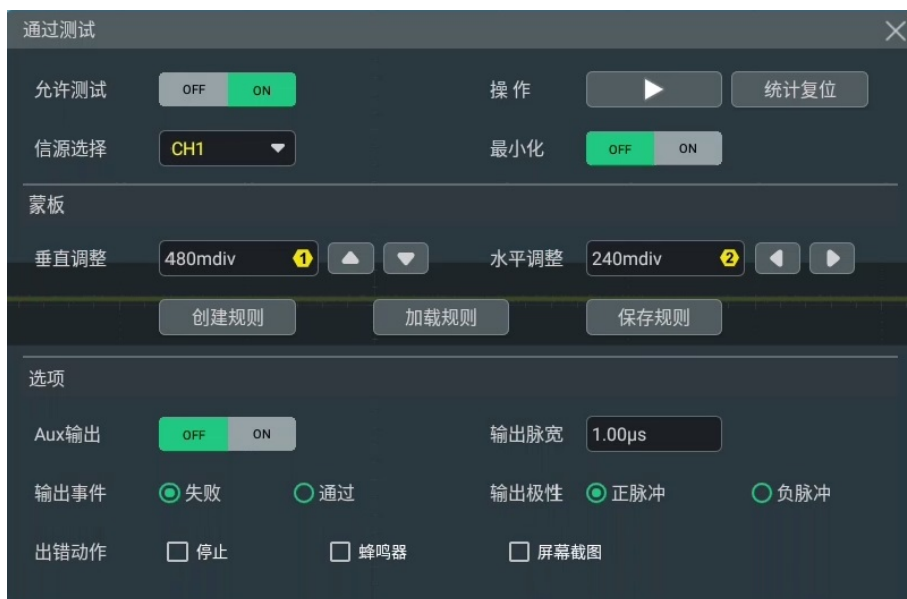 通过测试
允许测试 OFF ON 操作 统计复位
信源选择 CH1 最小化 OFF ON
蒙板
垂直调整 480mdiv 1 水平调整 240mdiv 2
创建规则 加载规则 保存规则
选项
Aux输出 OFF ON 输出脉宽 1.00μs
输出事件 失败 通过 输出极性 正脉冲 负脉冲
出错动作 停止 蜂鸣器 屏幕截图